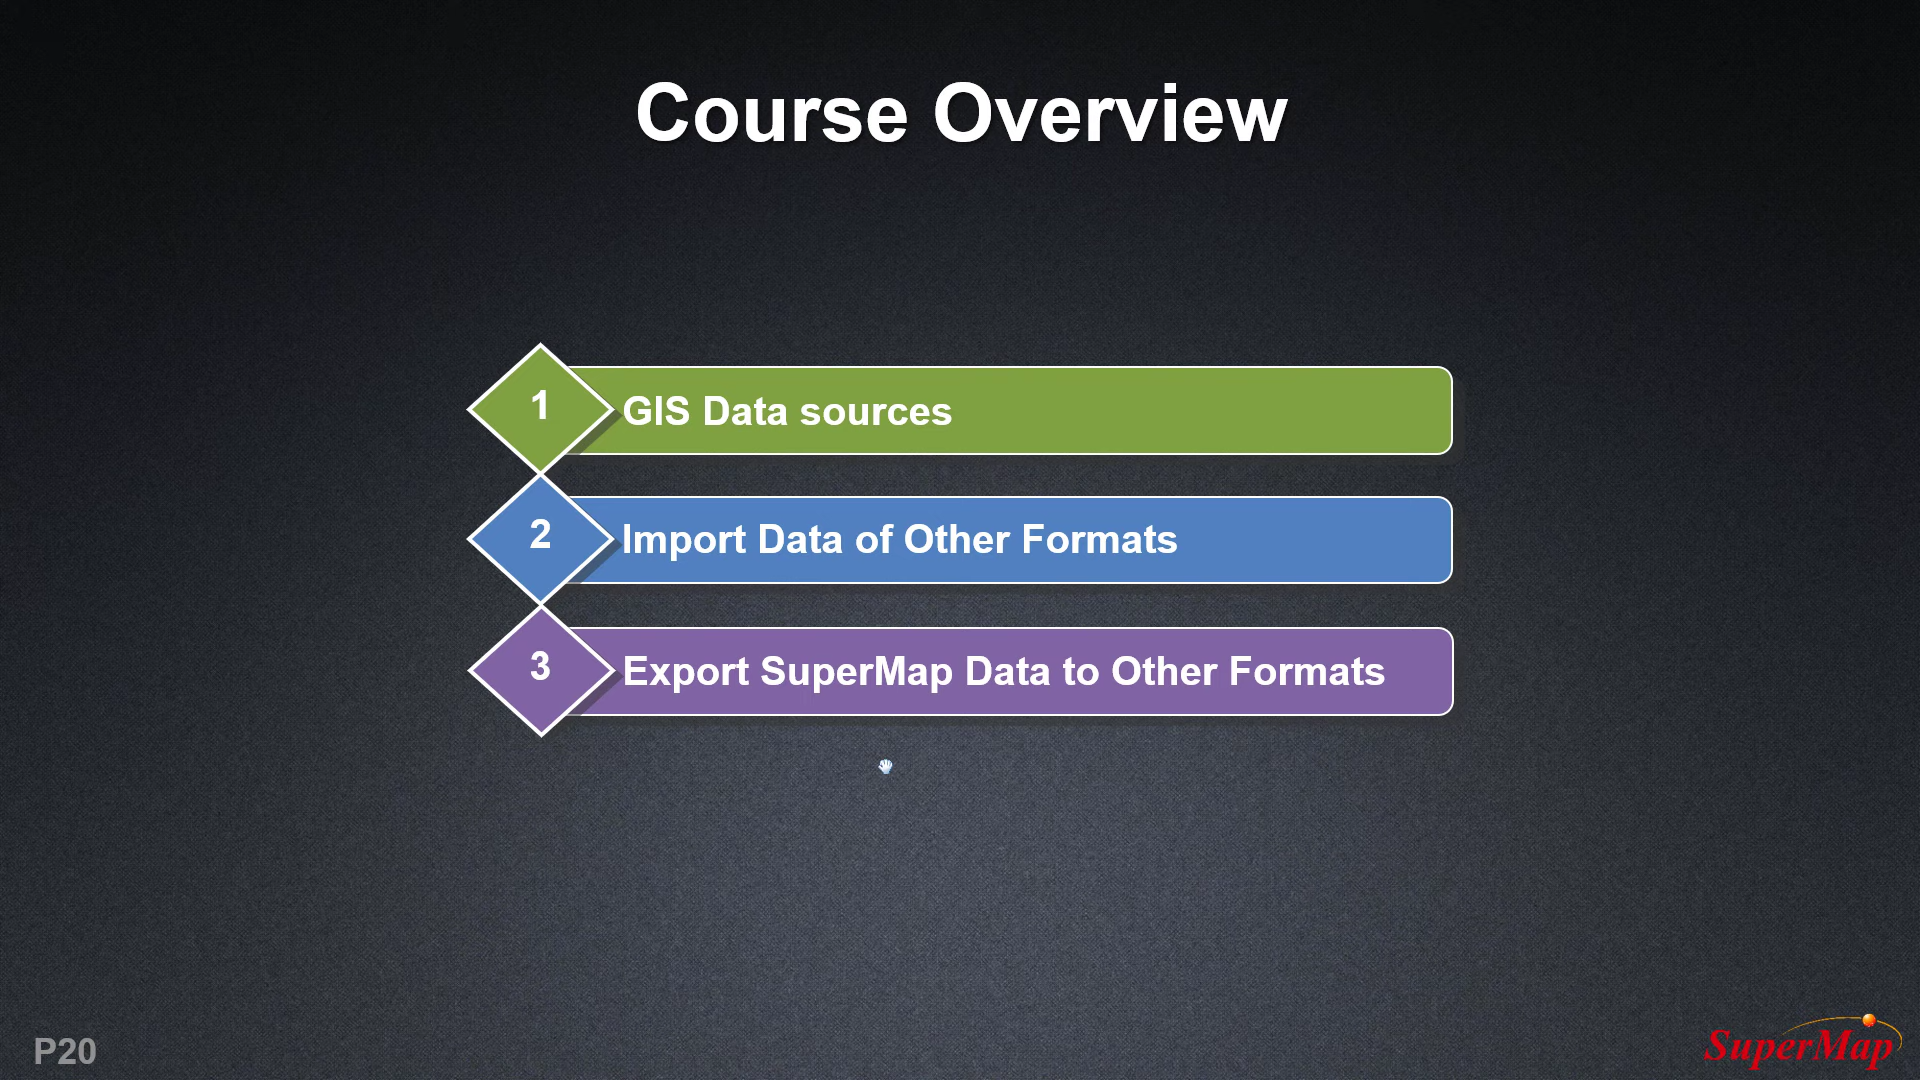 Course Overview
1
GIS Data sources
2
Import Data of Other Formats
3
Export SuperMap Data to Other Formats
P20
SuperMap